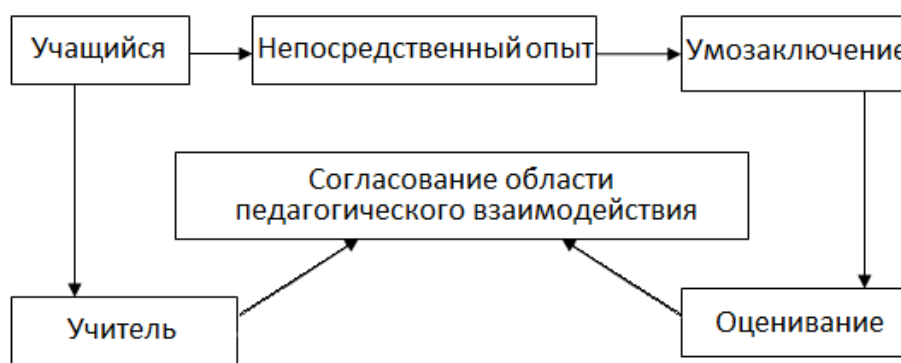 Учащийся
Непосредственный опыт
Умозаключение
Согласование области
педагогического взаимодействия
Учитель
Оценивание